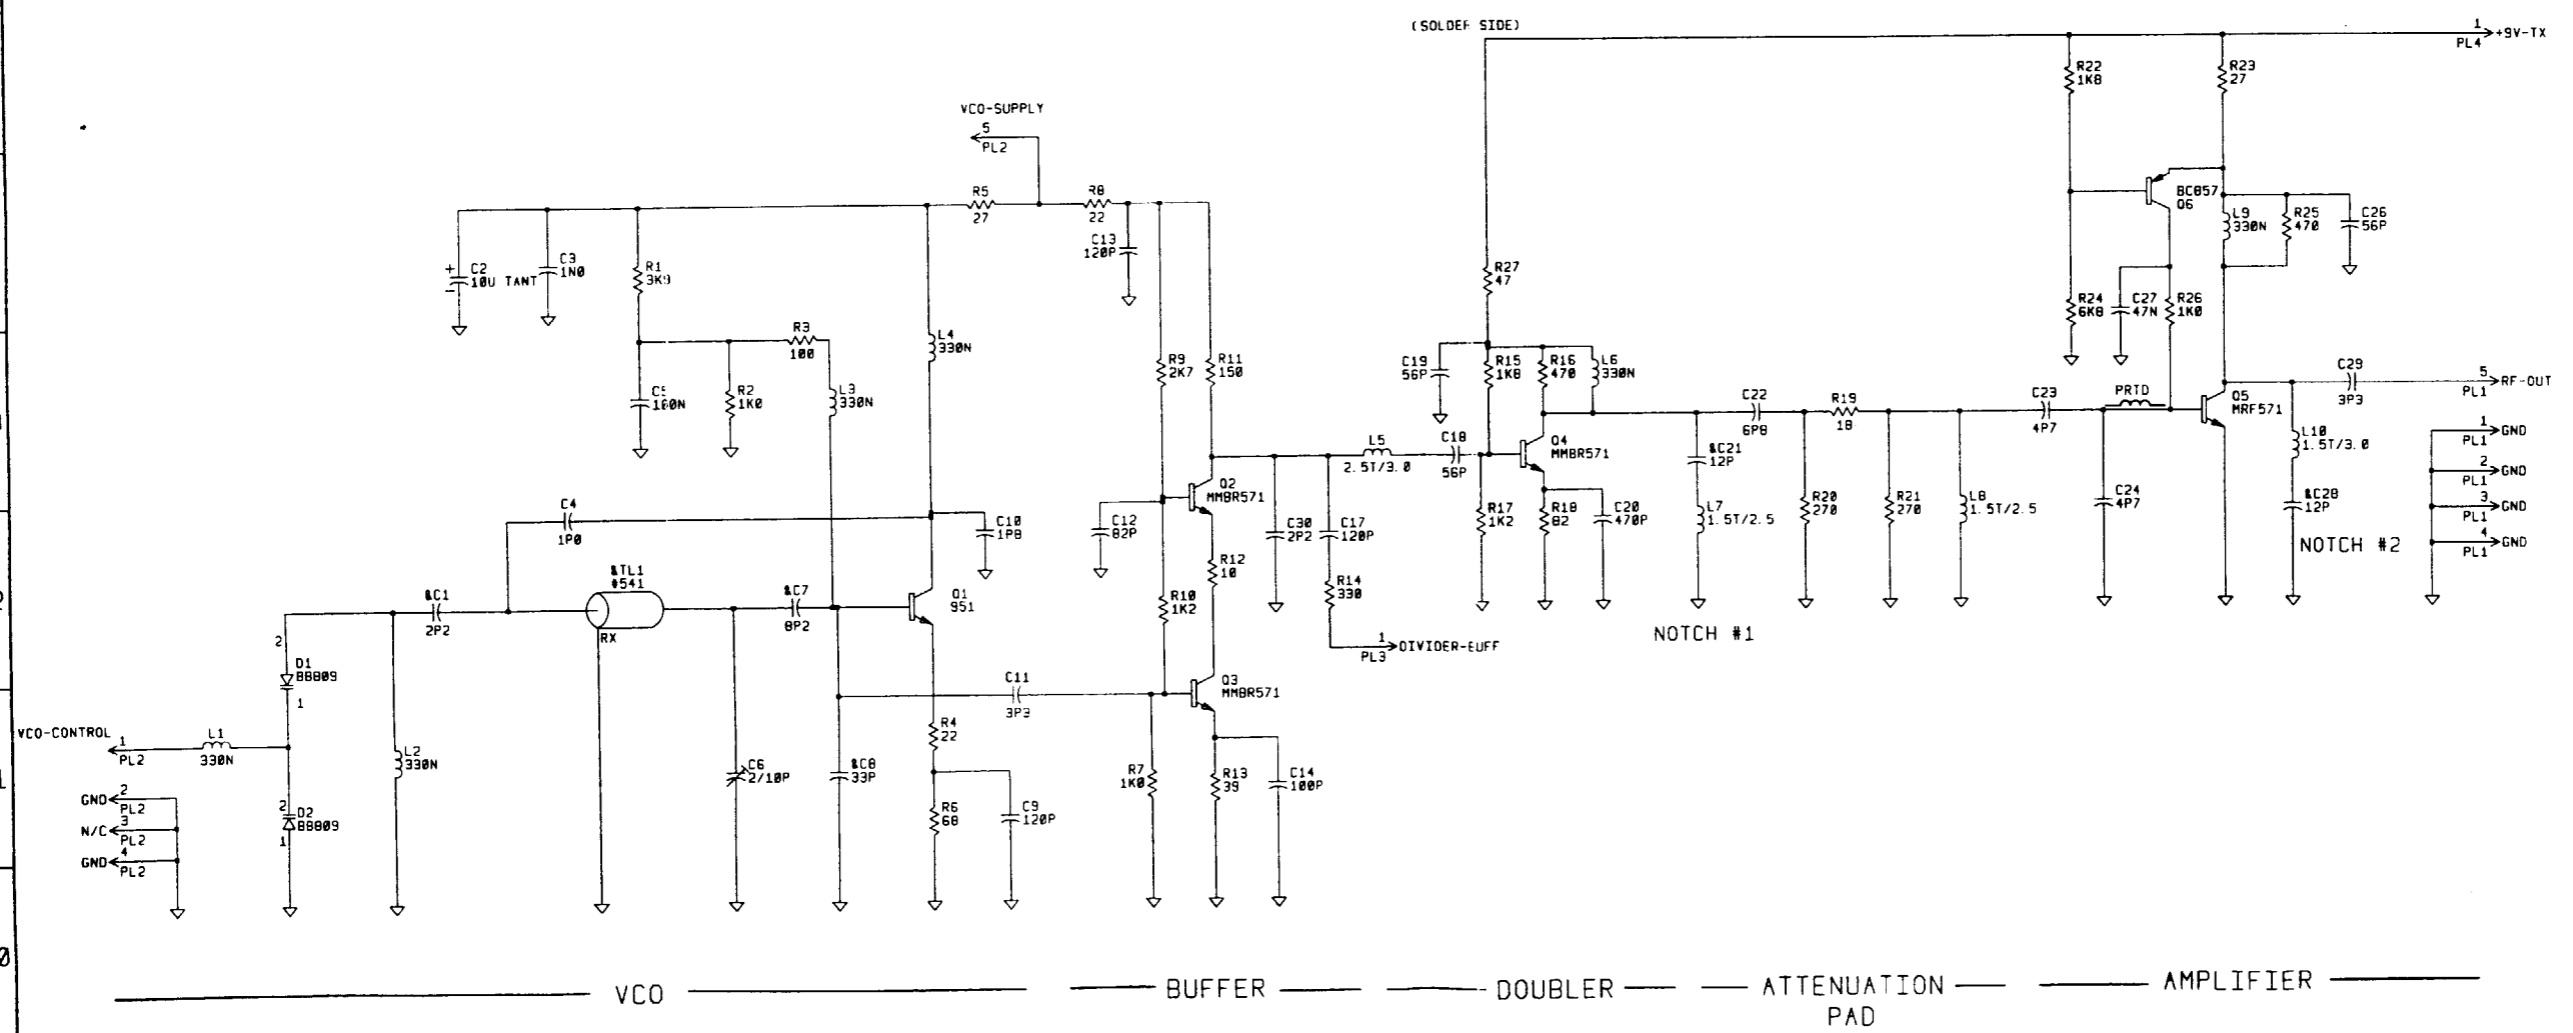 (SOLDER SIDE)
1
PL4
+9V-TX
R22
1K8
R23
27
VCO-SUPPLY
5
PL2
R5
27
R8
22
C13
120P
C2
10U TANT
+
-
C3
1N0
R1
3K9
R3
100
L4
330N
C5
R2
1K0
L3
330N
R9
2K7
R11
150
R27
47
C19
56P
R15
1K8
R16
470
L6
330N
BC857
Q6
L9
330N
R25
470
C26
56P
R24
6K8
C27
47N
R26
1K0
C29
3P3
5
PL1
RF-OUT
C4
1P0
C10
1P8
C12
82P
Q2
MMBR571
L5
2.5T/3.0
C18
56P
Q4
MMBR571
C22
6P8
R19
18
C23
4P7
PRTD
Q5
MRF571
1
PL1
GND
2
PL1
GND
3
PL1
GND
4
PL1
GND
L10
1.5T/3.0
&C28
12P
NOTCH #2
&C21
12P
L7
1.5T/2.5
R20
270
R21
270
L8
1.5T/2.5
C24
4P7
R17
1K2
R18
82
C20
470P
C30
2P2
C17
120P
R14
330
1
PL3
DIVIDER-BUFF
NOTCH #1
R12
10
R10
1K2
&TL1
#541
RX
&C1
2P2
&C7
8P2
Q1
951
2
D1
BB809
1
C11
3P3
Q3
MMBR571
VCO-CONTROL
1
PL2
L1
330N
L2
330N
C6
2/10P
&C8
33P
R4
22
R7
1K0
R13
39
C14
100P
GND
2
PL2
N/C
3
PL2
GND
4
PL2
2
D2
BB809
1
R6
68
C9
120P
VCO
BUFFER
DOUBLER
ATTENUATION
PAD
AMPLIFIER